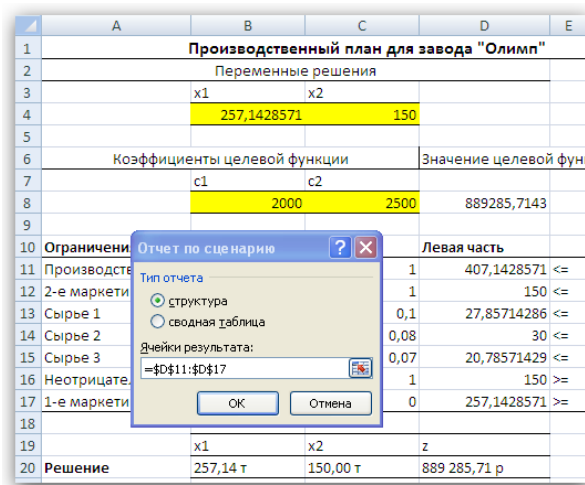 A B C D E
1 Производственный план для завода "Олимп"
2 Переменные решения
3 x1 x2
4 257,1428571 150
5
6 Коэффициенты целевой функции Значение целевой фун
7 c1 c2
8 2000 2500 889285,7143
9
10 Ограничени Левая часть
11 Производств 1 407,1428571 <=
12 2-е маркети 1 150 <=
13 Сырье 1 0,1 27,85714286 <=
14 Сырье 2 0,08 30 <=
15 Сырье 3 0,07 20,78571429 <=
16 Неотрицате. 1 150 >=
17 1-е маркети 0 257,1428571 >=
18
19 x1 x2 z
20 Решение 257,14 т 150,00 т 889 285,71 р
Отчет по сценарию
Тип отчета
структура
сводная таблица
Ячейки результата:
=$D$11:$D$17
ОК Отмена